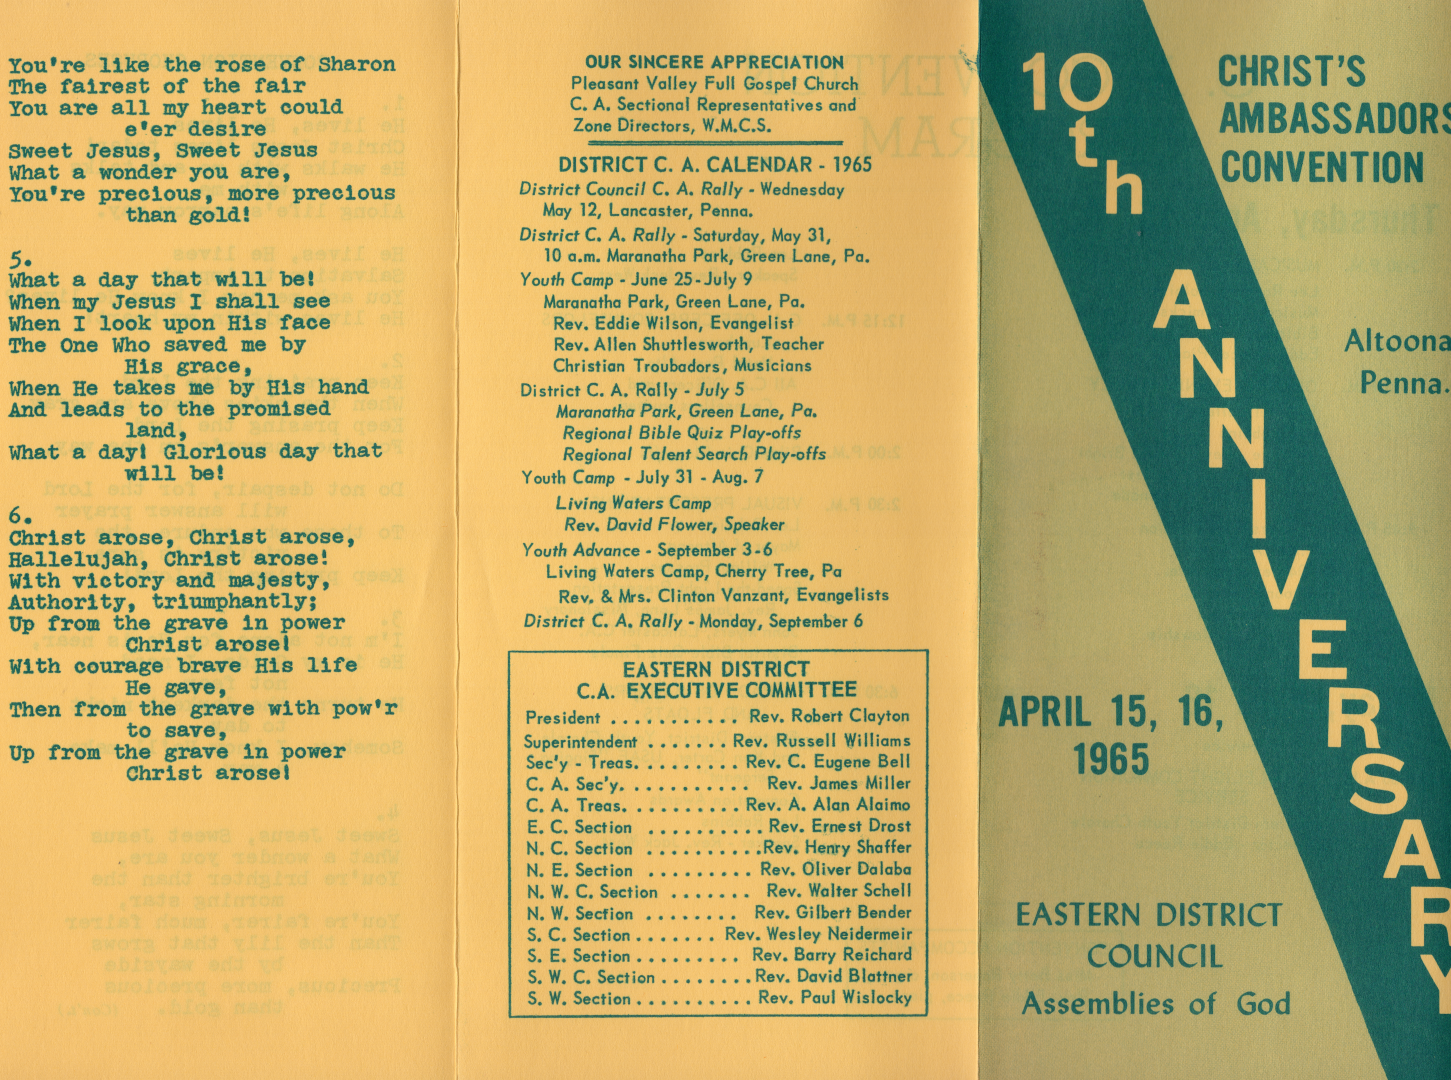 You're like the rose of Sharon
The fairest of the fair
You are all my heart could
e'er desire
Sweet Jesus, Sweet Jesus
What a wonder you are,
You're precious, more precious
than gold!
5.
What a day that will be!
When my Jesus I shall see
When I look upon His face
The One Who saved me by
His grace,
When He takes me by His hand
And leads to the promised
land,
What a day! Glorious day that
will be!
6.
Christ arose, Christ arose,
Hallelujah, Christ arose!
With victory and majesty,
Authority, triumphantly;
Up from the grave in power
Christ arose!
With courage brave His life
He gave,
Then from the grave with pow'r
to save,
Up from the grave in power
Christ arose!
OUR SINCERE APPRECIATION
Pleasant Valley Full Gospel Church
C. A. Sectional Representatives and
Zone Directors, W.M.C.S.
DISTRICT C. A. CALENDAR - 1965
District Council C. A. Rally - Wednesday
May 12, Lancaster, Penna.
District C. A. Rally - Saturday, May 31,
10 a.m. Maranatha Park, Green Lane, Pa.
Youth Camp - June 25-July 9
Maranatha Park, Green Lane, Pa.
Rev. Eddie Wilson, Evangelist
Rev. Allen Shuttlesworth, Teacher
Christian Troubadors, Musicians
District C. A. Rally - July 5
Maranatha Park, Green Lane, Pa.
Regional Bible Quiz Play-offs
Regional Talent Search Play-offs
Youth Camp - July 31 - Aug. 7
Living Waters Camp
Rev. David Flower, Speaker
Youth Advance - September 3-6
Living Waters Camp, Cherry Tree, Pa
Rev. & Mrs. Clinton Vanzant, Evangelists
District C. A. Rally - Monday, September 6
EASTERN DISTRICT
C.A. EXECUTIVE COMMITTEE
President .......... Rev. Robert Clayton
Superintendent ....... Rev. Russell Williams
Sec'y - Treas. ......... Rev. C. Eugene Bell
C. A. Sec'y. .......... Rev. James Miller
C. A. Treas. ......... Rev. A. Alan Alaimo
E. C. Section .......... Rev. Ernest Drost
N. C. Section .......... Rev. Henry Shaffer
N. E. Section ......... Rev. Oliver Dalaba
N. W. C. Section ....... Rev. Walter Schell
N. W. Section ........ Rev. Gilbert Bender
S. C. Section ....... Rev. Wesley Neidermeir
S. E. Section ......... Rev. Barry Reichard
S. W. C. Section ........ Rev. David Blattner
S. W. Section ......... Rev. Paul Wislocky
10th ANNIVERSARY
CHRIST'S
AMBASSADORS
CONVENTION
Altoona
Penna.
APRIL 15, 16,
1965
EASTERN DISTRICT
COUNCIL
Assemblies of God